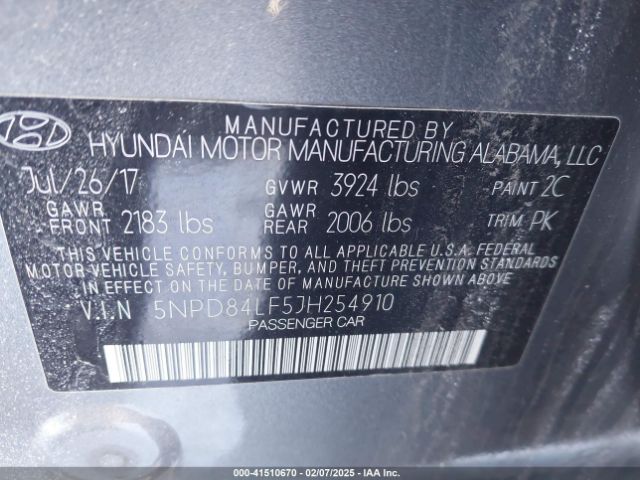 MANUFACTURED BY
HYUNDAI MOTOR MANUFACTURING ALABAMA, LLC
Jul/26/17 GVWR 3924 lbs PAINT 2C
GAWR FRONT 2183 lbs GAWR REAR 2006 lbs TRIM PK
THIS VEHICLE CONFORMS TO ALL APPLICABLE U.S.A. FEDERAL
MOTOR VEHICLE SAFETY, BUMPER, AND THEFT PREVENTION STANDARDS
IN EFFECT ON THE DATE OF MANUFACTURE SHOWN ABOVE
V.I.N 5NPD84LF5JH254910
PASSENGER CAR
000-41510670 - 02/07/2025 - IAA Inc.